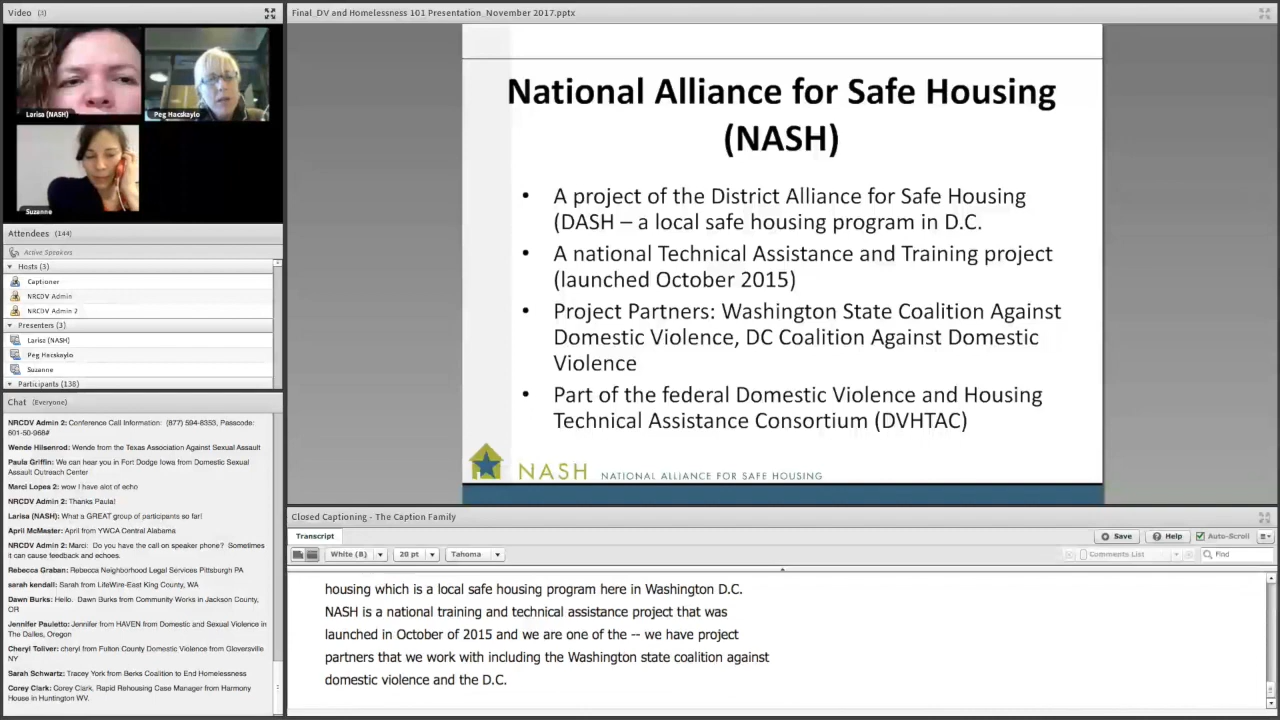 Video (3)
Larisa (NASH)
Peg Hacskaylo
Suzanne
Attendees (144)
Active Speakers
Hosts (3)
Captioner
NRCDV Admin
NRCDV Admin 2
Presenters (3)
Larisa (NASH)
Peg Hacskaylo
Suzanne
Participants (138)
Chat (Everyone)
NRCDV Admin 2: Conference Call Information: (877) 594-8353, Passcode:
601-50-968#
Wende Hilsenrod: Wende from the Texas Association Against Sexual Assault
Paula Griffin: We can hear you in Fort Dodge Iowa from Domestic Sexual
Assault Outreach Center
Marci Lopes 2: wow I have alot of echo
NRCDV Admin 2: Thanks Paula!
Larisa (NASH): What a GREAT group of participants so far!
April McMeater: April from YWCA Central Alabama
NRCDV Admin 2: Marci: Do you have the call on speaker phone? Sometimes
it can cause feedback and echoes.
Rebecca Graban: Rebecca Neighborhood Legal Services Pittsburgh PA
sarah kendall: Sarah from LifeWire-East King County, WA
Dawn Burks: Hello. Dawn Burks from Community Works in Jackson County,
OR
Jennifer Pauletto: Jennifer from HAVEN from Domestic and Sexual Violence in
The Dalles, Oregon
Cheryl Toliver: cheryl from Fulton County Domestic Violence from Gloversville
NY
Sarah Schwartz: Tracey York from Berks Coalition to End Homelessness
Corey Clark: Corey Clark, Rapid Rehousing Case Manager from Harmony
House in Huntington WV.
Final_DV and Homelessness 101 Presentation_November 2017.pptx
National Alliance for Safe Housing
(NASH)
• A project of the District Alliance for Safe Housing
(DASH – a local safe housing program in D.C.
• A national Technical Assistance and Training project
(launched October 2015)
• Project Partners: Washington State Coalition Against
Domestic Violence, DC Coalition Against Domestic
Violence
• Part of the federal Domestic Violence and Housing
Technical Assistance Consortium (DVHTAC)
NASH NATIONAL ALLIANCE FOR SAFE HOUSING
Closed Captioning - The Caption Family
Transcript
Save
Help
Auto-Scroll
White (B)
20 pt
Tahoma
Comments List
Find
housing which is a local safe housing program here in Washington D.C.
NASH is a national training and technical assistance project that was
launched in October of 2015 and we are one of the -- we have project
partners that we work with including the Washington state coalition against
domestic violence and the D.C.